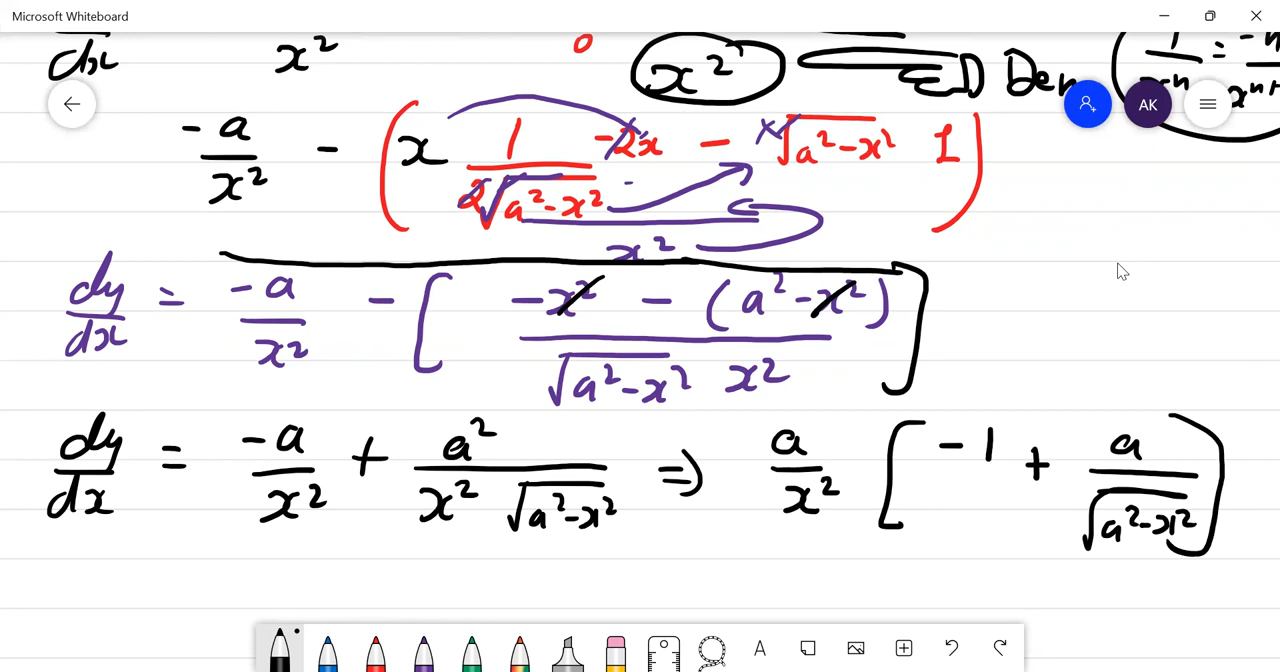 Microsoft Whiteboard
dx x² 0 x² Den
AK
-a/x² - ( x 1/(2√(a²-x²)) -2x - √(a²-x²) 1 )
x²
dy/dx = -a/x² - [ (-x² - (a²-x²))/(√(a²-x²) x²) ]
dy/dx = -a/x² + a²/(x² √(a²-x²)) => a/x² [ -1 + a/√(a²-x²) ]
A